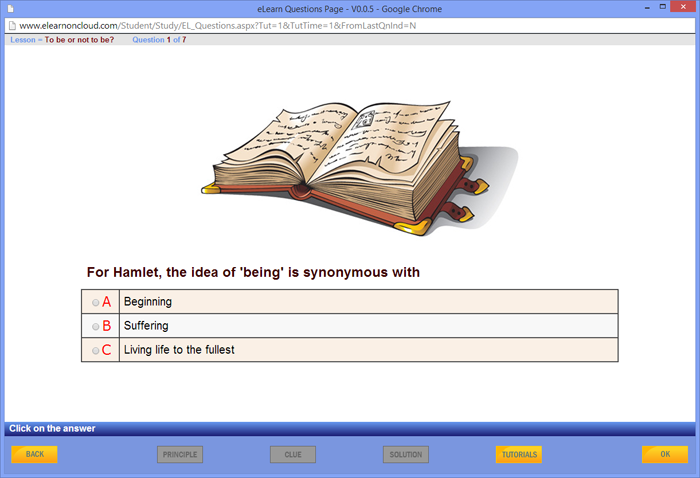 eLearn Questions Page - V0.0.5 - Google Chrome
www.elearnoncloud.com/Student/Study/EL_Questions.aspx?Tut=1&TutTime=1&FromLastQnInd=N
Lesson – To be or not to be? Question 1 of 7
For Hamlet, the idea of 'being' is synonymous with
A Beginning
B Suffering
C Living life to the fullest
Click on the answer
BACK PRINCIPLE CLUE SOLUTION TUTORIALS OK